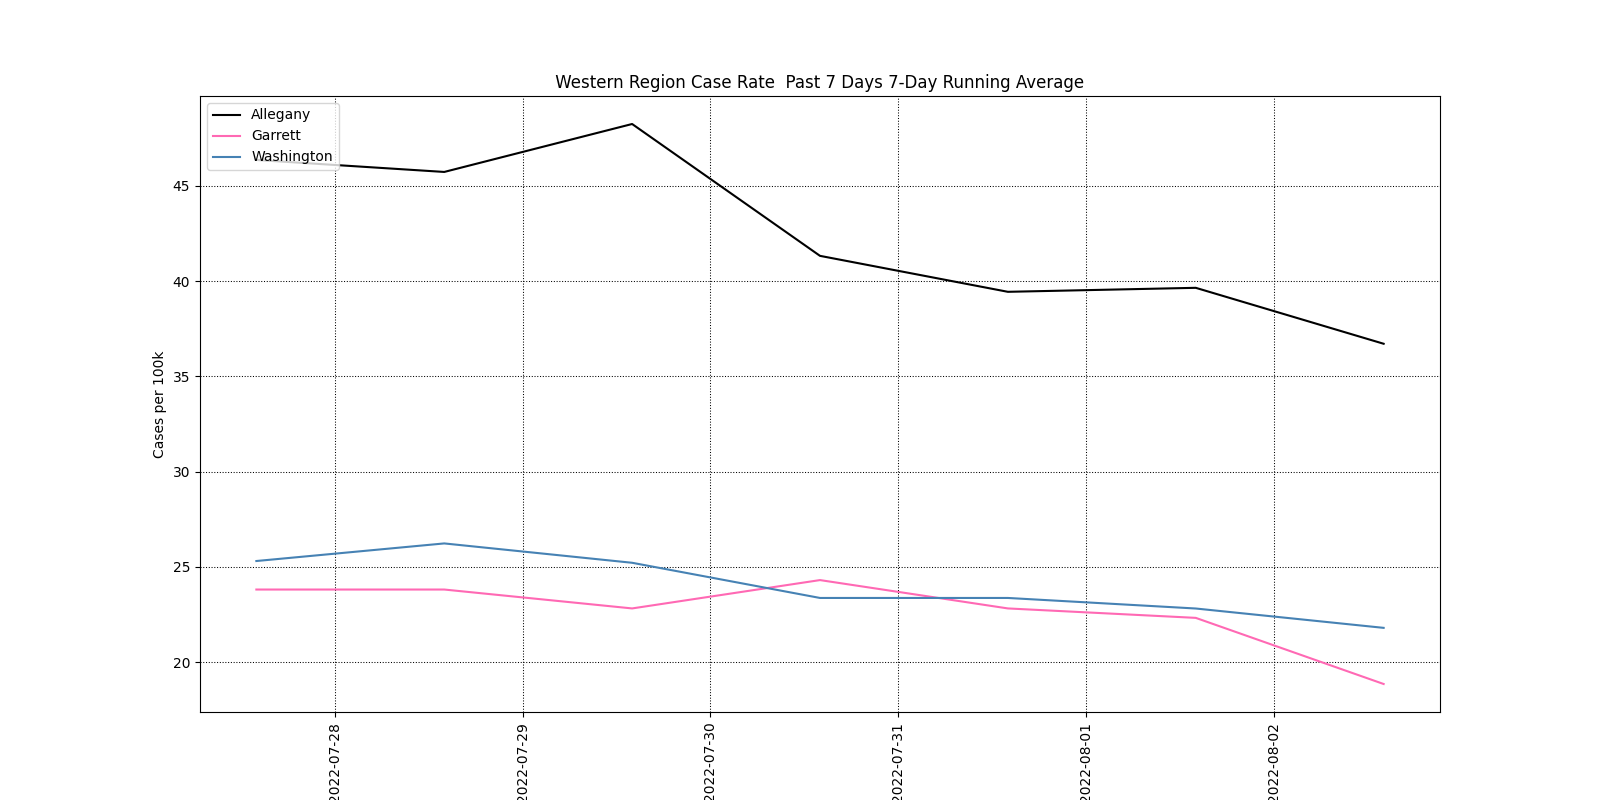 Western Region Case Rate  Past 7 Days 7-Day Running Average
Allegany
Garrett
Washington
Cases per 100k
45
40
35
30
25
20
2022-07-28
2022-07-29
2022-07-30
2022-07-31
2022-08-01
2022-08-02